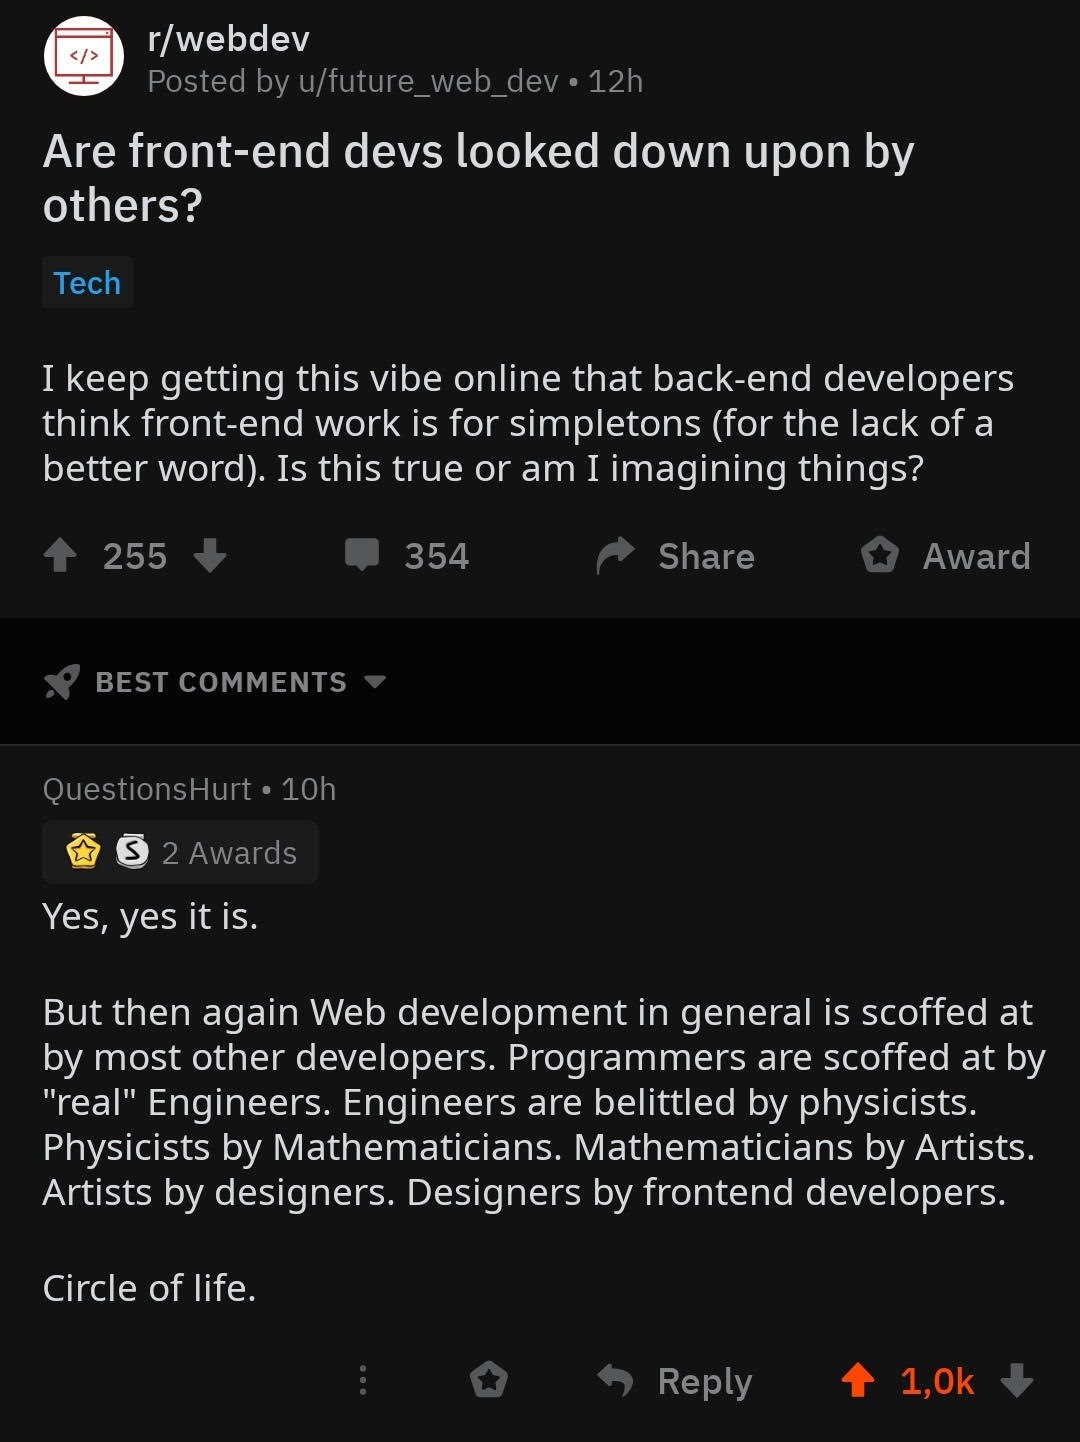 </>
r/webdev
Posted by u/future_web_dev • 12h
Are front-end devs looked down upon by
others?
Tech
I keep getting this vibe online that back-end developers
think front-end work is for simpletons (for the lack of a
better word). Is this true or am I imagining things?
255 354 Share Award
BEST COMMENTS
QuestionsHurt • 10h
S 2 Awards
Yes, yes it is.
But then again Web development in general is scoffed at
by most other developers. Programmers are scoffed at by
"real" Engineers. Engineers are belittled by physicists.
Physicists by Mathematicians. Mathematicians by Artists.
Artists by designers. Designers by frontend developers.
Circle of life.
Reply 1,0k